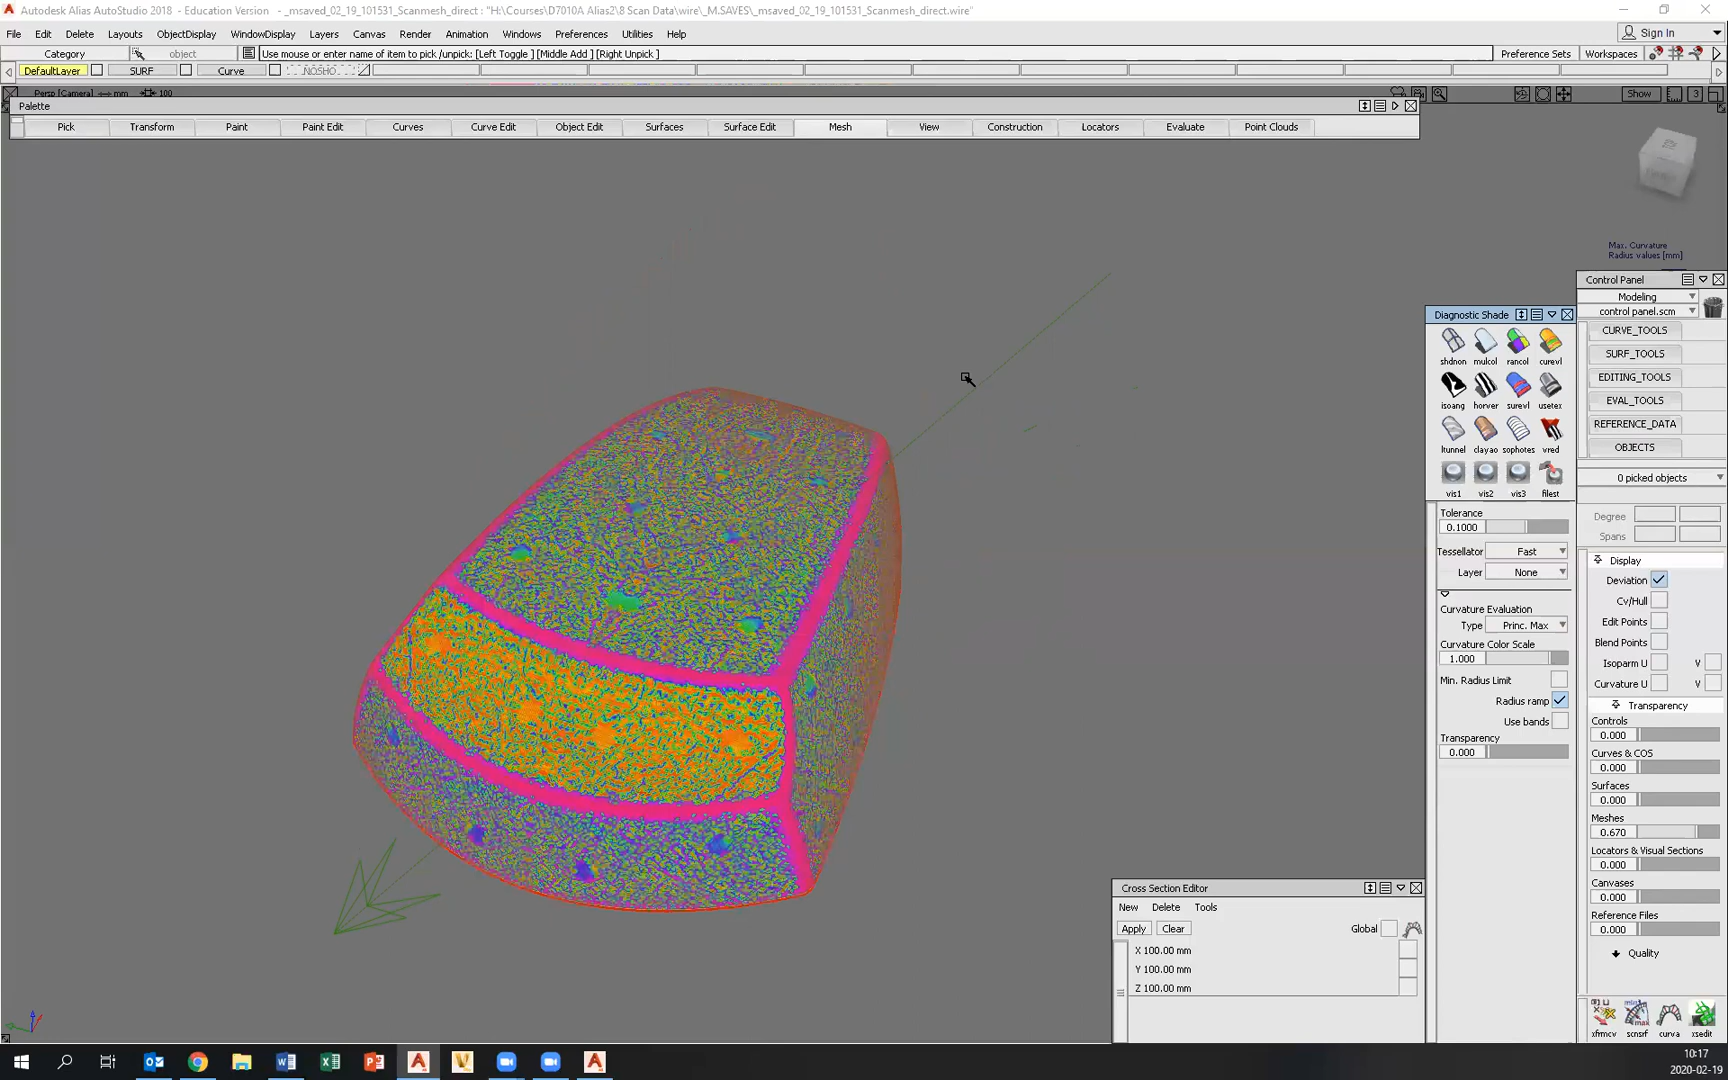 Autodesk Alias AutoStudio 2018 - Education Version - _msaved_02_19_101531_Scanmesh_direct : "H:\Courses\D7010A Alias2\8 Scan Data\wire\_M.SAVES\_msaved_02_19_101531_Scanmesh_direct.wire"
File Edit Delete Layouts ObjectDisplay WindowDisplay Layers Render Animation Windows Preferences Utilities Help
Sign In
Category object Use mouse or enter name of item to pick /unpick: [Left Toggle ] [Middle Add ] [Right Unpick ] Preference Sets Workspaces
DefaultLayer SURF Curve NOSHO
Persp [Camera] mm 100 Show 3
Palette
Pick Transform Paint Paint Edit Curves Curve Edit Object Edit Surfaces Surface Edit Mesh View Construction Locators Evaluate Point Clouds
Max. Curvature
Radius values [mm]
Control Panel
Modeling
control panel.scm
CURVE_TOOLS
SURF_TOOLS
EDITING_TOOLS
EVAL_TOOLS
REFERENCE_DATA
OBJECTS
0 picked objects
Degree
Spans
Display
Deviation
Cv/Hull
Edit Points
Blend Points
Isoparm U V
Curvature U V
Transparency
Controls
0.000
Curves & COS
0.000
Surfaces
0.000
Meshes
0.670
Locators & Visual Sections
0.000
Canvases
0.000
Reference Files
0.000
Quality
xfrmcv scnsrf curva xsedit
Diagnostic Shade
shdnon mulcol rancol curevl
isoang horver surevl usetex
ltunnel clayao sophotes vred
vis1 vis2 vis3 filest
Tolerance
0.1000
Tessellator Fast
Layer None
Curvature Evaluation
Type Princ. Max
Curvature Color Scale
1.000
Min. Radius Limit
Radius ramp
Use bands
Transparency
0.000
Cross Section Editor
New Delete Tools
Apply Clear Global
X 100.00 mm
Y 100.00 mm
Z 100.00 mm
10:17
2020-02-19